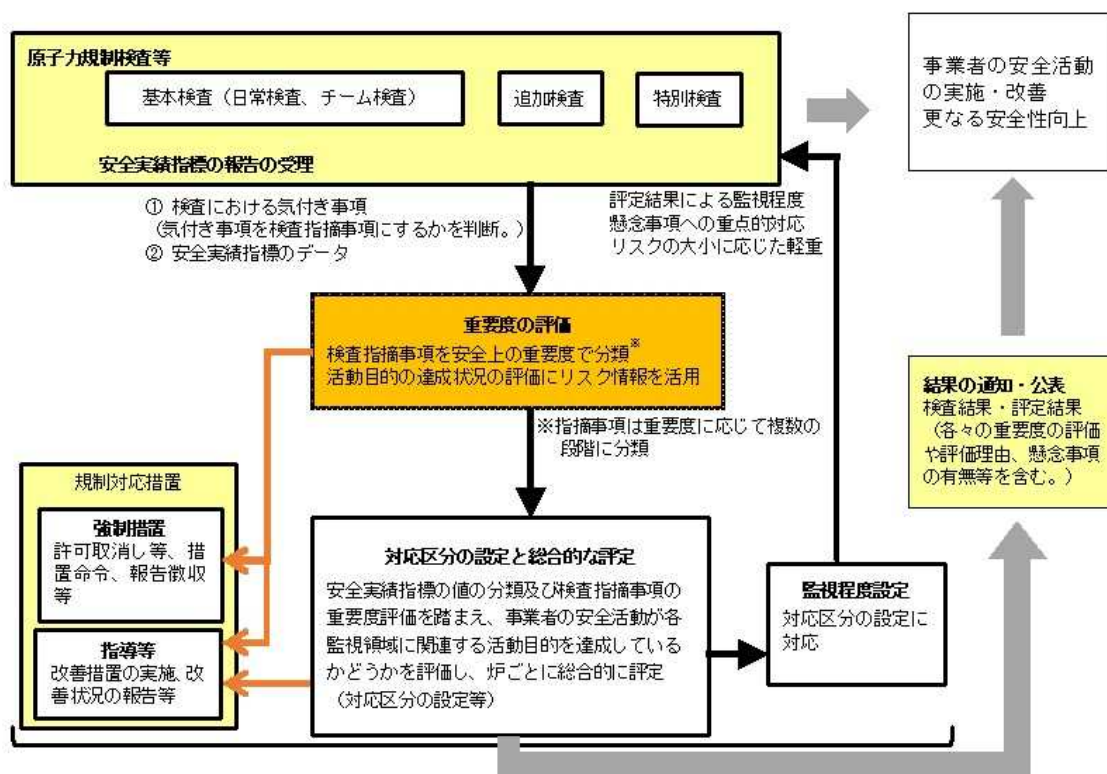 原子力規制検査等
基本検査（日常検査、チーム検査）
追加検査
特別検査
安全実績指標の報告の受理
事業者の安全活動
の実施・改善
更なる安全性向上
① 検査における気付き事項
（気付き事項を検査指摘事項にするかを判断。）
② 安全実績指標のデータ
評定結果による監視程度
懸念事項への重点的対応
リスクの大小に応じた軽重
重要度の評価
検査指摘事項を安全上の重要度で分類※
活動目的の達成状況の評価にリスク情報を活用
※指摘事項は重要度に応じて複数の
段階に分類
結果の通知・公表
検査結果・評定結果
（各々の重要度の評価
や評価理由、懸念事項
の有無等を含む。）
規制対応措置
強制措置
許可取消し等、措
置命令、報告徴収
等
指導等
改善措置の実施、改
善状況の報告等
対応区分の設定と総合的な評定
安全実績指標の値の分類及び検査指摘事項の
重要度評価を踏まえ、事業者の安全活動が各
監視領域に関連する活動目的を達成している
かどうかを評価し、炉ごとに総合的に評定
（対応区分の設定等）
監視程度設定
対応区分の設定に
対応